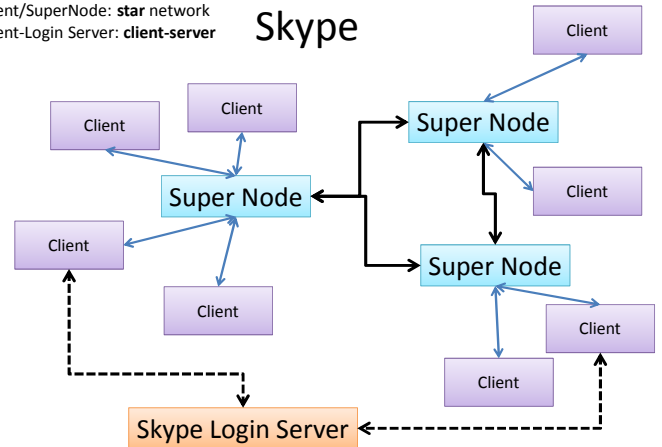 ent/SuperNode: star network
ent-Login Server: client-server
Skype
Client
Client
Client
Super Node
Super Node
Client
Client
Super Node
Client
Client
Client
Skype Login Server